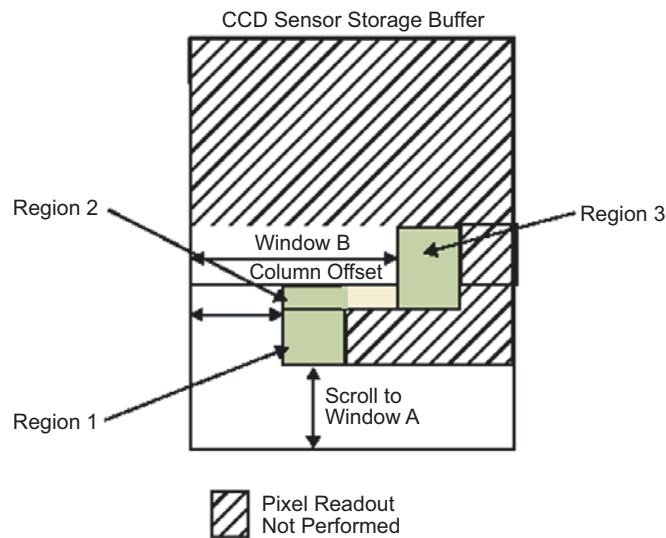 CCD Sensor Storage Buffer
Region 2
Region 3
Window B
Column Offset
Scroll to
Window A
Region 1
Pixel Readout
Not Performed